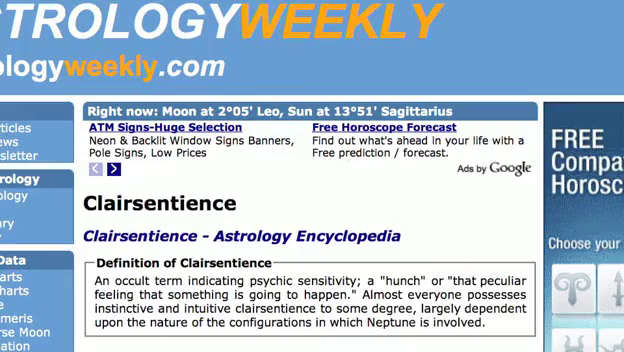 STROLOGYWEEKLY
ologyweekly.com
Right now: Moon at 2°05' Leo, Sun at 13°51' Sagittarius
ATM Signs-Huge Selection
Neon & Backlit Window Signs Banners,
Pole Signs, Low Prices
Free Horoscope Forecast
Find out what's ahead in your life with a
Free prediction / forecast.
Ads by Google
Clairsentience
Clairsentience - Astrology Encyclopedia
Definition of Clairsentience
An occult term indicating psychic sensitivity; a "hunch" or "that peculiar
feeling that something is going to happen." Almost everyone possesses
instinctive and intuitive clairsentience to some degree, largely dependent
upon the nature of the configurations in which Neptune is involved.
ticles
ews
sletter
rology
ology
ry
Data
arts
harts
e
meris
rse Moon
ation
FREE
Compa
Horosc
Choose your